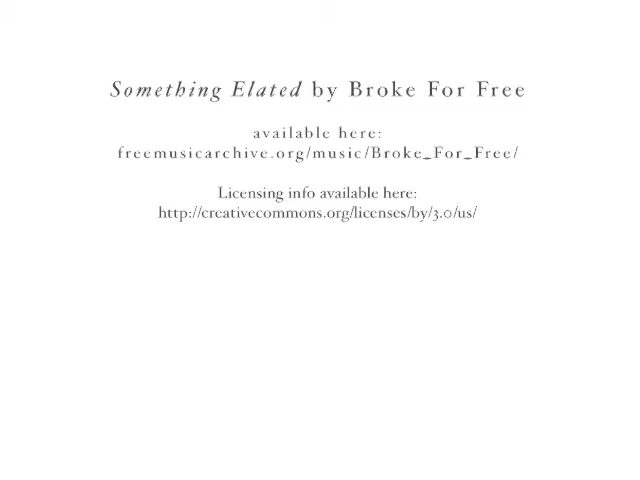 Something Elated by Broke For Free
available here:
freemusicarchive.org/music/Broke_For_Free/
Licensing info available here:
http://creativecommons.org/licenses/by/3.0/us/